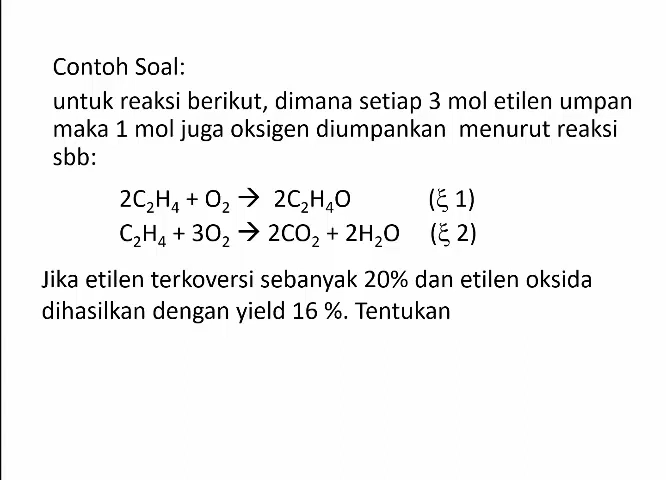 Contoh Soal:
untuk reaksi berikut, dimana setiap 3 mol etilen umpan
maka 1 mol juga oksigen diumpankan menurut reaksi
sbb:
2C₂H₄ + O₂ → 2C₂H₄O (ξ 1)
C₂H₄ + 3O₂ → 2CO₂ + 2H₂O (ξ 2)
Jika etilen terkoversi sebanyak 20% dan etilen oksida
dihasilkan dengan yield 16 %. Tentukan